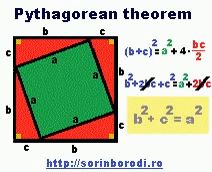 Pythagorean theorem
b c
c b
a
a a
a
b c
c b
(b+c)² = a² + 4·bc/2
b²+2bc+c² = a²+2bc
b² + c² = a²
http://sorinborodi.ro